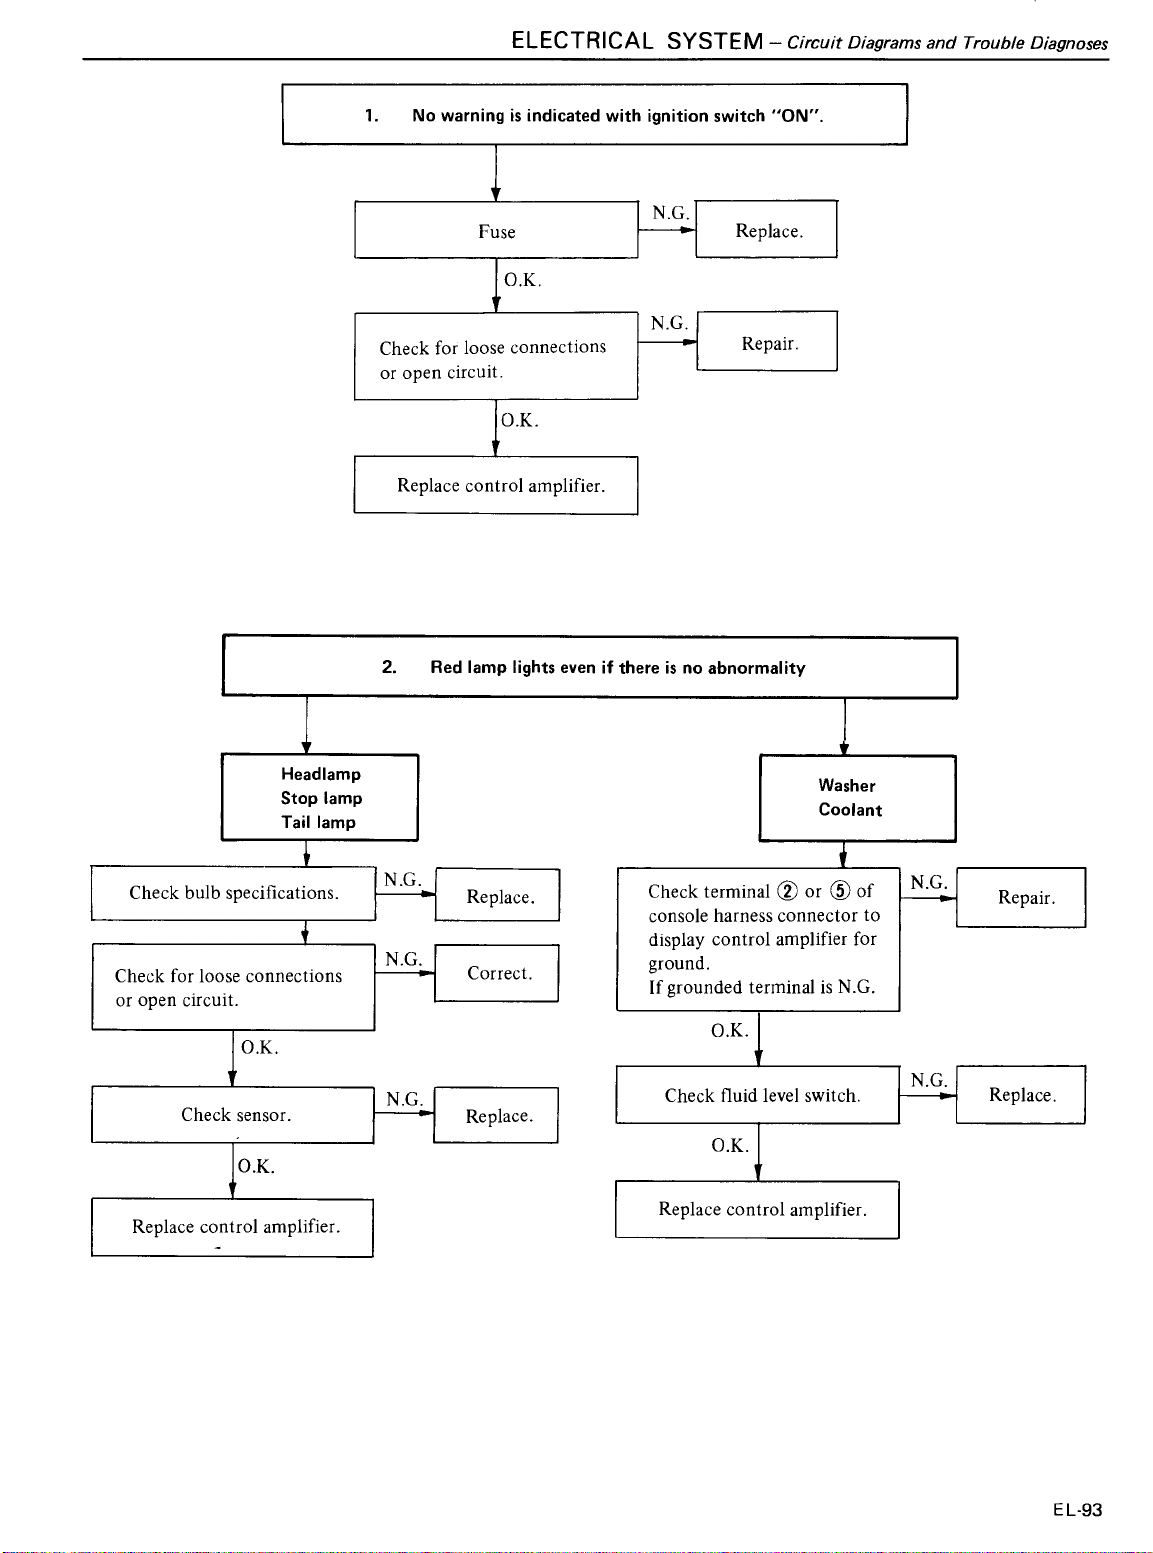 ELECTRICAL SYSTEM – Circuit Diagrams and Trouble Diagnoses
1. No warning is indicated with ignition switch "ON".
Fuse
N.G.
Replace.
O.K.
Check for loose connections
or open circuit.
N.G.
Repair.
O.K.
Replace control amplifier.
2. Red lamp lights even if there is no abnormality
Headlamp
Stop lamp
Tail lamp
Check bulb specifications.
N.G.
Replace.
Check for loose connections
or open circuit.
N.G.
Correct.
O.K.
Check sensor.
N.G.
Replace.
O.K.
Replace control amplifier.
Washer
Coolant
Check terminal ② or ⑤ of
console harness connector to
display control amplifier for
ground.
If grounded terminal is N.G.
N.G.
Repair.
O.K.
Check fluid level switch.
N.G.
Replace.
O.K.
Replace control amplifier.
EL-93